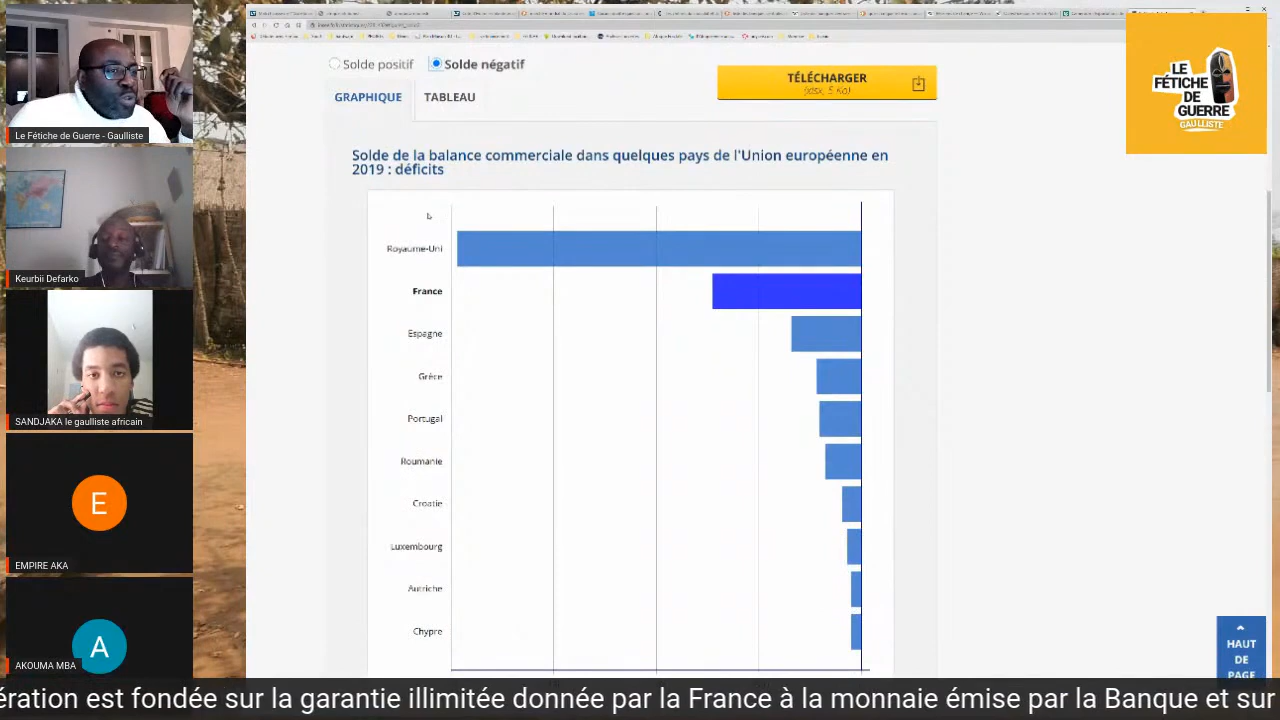 Solde positif
Solde négatif
TÉLÉCHARGER
(xlsx, 5 Ko)
GRAPHIQUE
TABLEAU
Solde de la balance commerciale dans quelques pays de l'Union européenne en
2019 : déficits
Royaume-Uni
France
Espagne
Grèce
Portugal
Roumanie
Croatie
Luxembourg
Autriche
Chypre
HAUT
DE
PAGE
LE
FÉTICHE
DE
GUERRE
GAULLISTE
Le Fétiche de Guerre - Gaulliste
Keurbii Defarko
SANDJAKA le gaulliste africain
E
EMPIRE AKA
A
AKOUMA MBA
ération est fondée sur la garantie illimitée donnée par la France à la monnaie émise par la Banque et sur